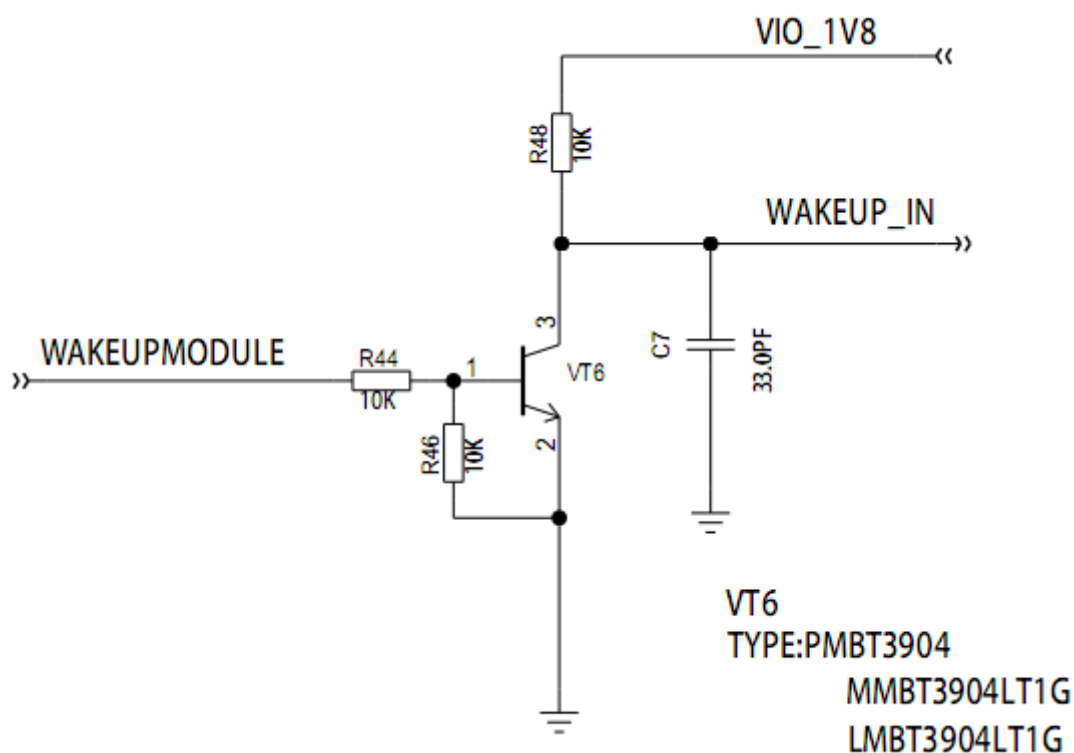 VIO_1V8
R48
10K
WAKEUP_IN
3
WAKEUPMODULE
R44
10K
1
VT6
C7
33.0PF
R46
10K
2
VT6
TYPE:PMBT3904
MMBT3904LT1G
LMBT3904LT1G